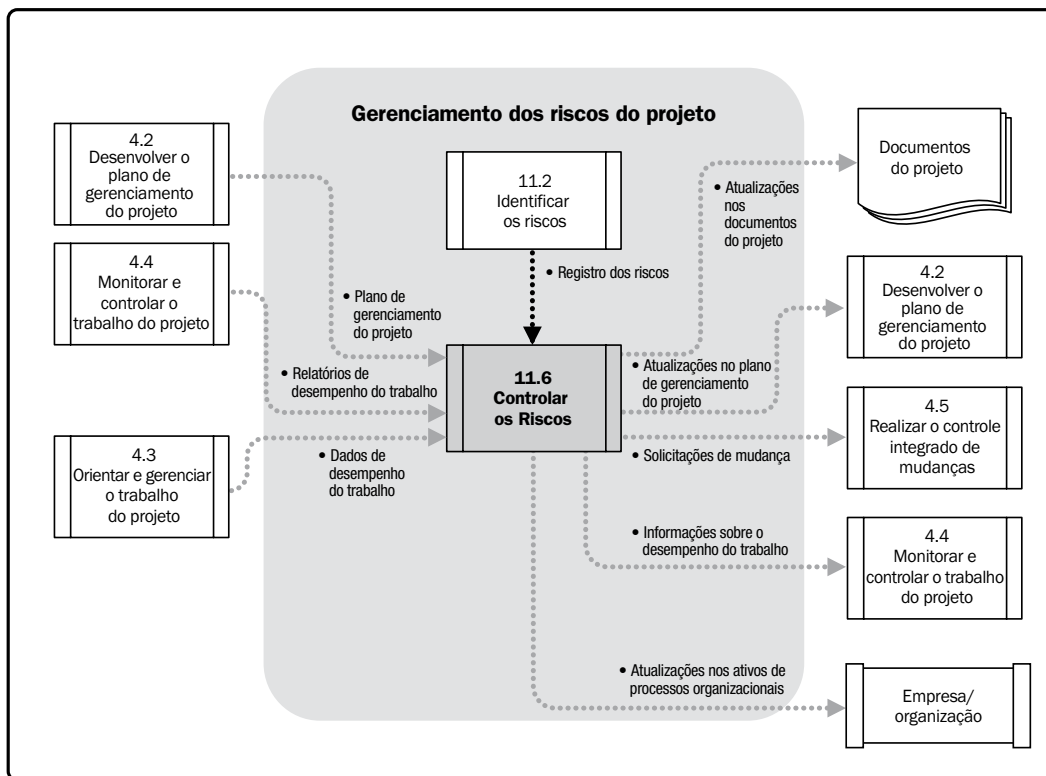 Gerenciamento dos riscos do projeto
4.2
Desenvolver o
plano de
gerenciamento
do projeto
4.4
Monitorar e
controlar o
trabalho do projeto
4.3
Orientar e gerenciar
o trabalho
do projeto
11.2
Identificar
os riscos
• Registro dos riscos
• Plano de
gerenciamento
do projeto
• Relatórios de
desempenho do trabalho
• Dados de
desempenho
do trabalho
11.6
Controlar
os Riscos
• Atualizações
nos
documentos
do projeto
• Atualizações no plano
de gerenciamento
do projeto
• Solicitações de mudança
• Informações sobre o
desempenho do trabalho
• Atualizações nos ativos de
processos organizacionais
Documentos
do projeto
4.2
Desenvolver o
plano de
gerenciamento
do projeto
4.5
Realizar o controle
integrado de
mudanças
4.4
Monitorar e
controlar o trabalho
do projeto
Empresa/
organização